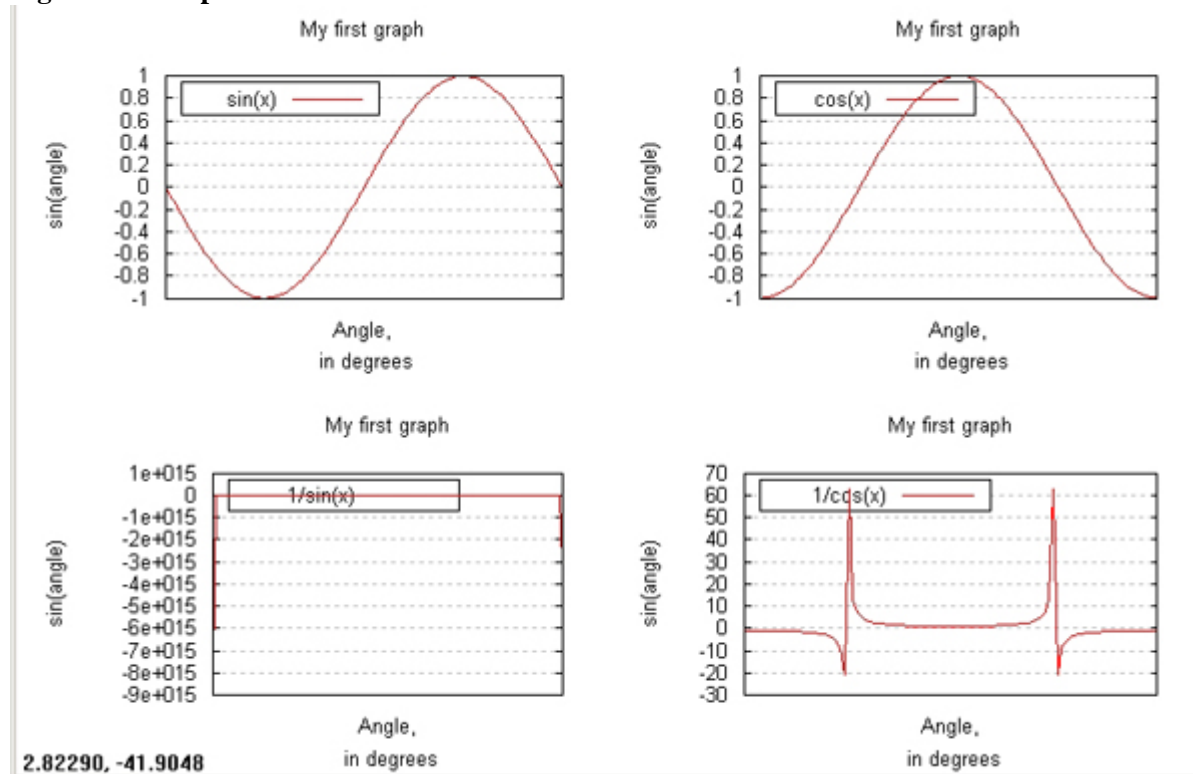 My first graph
1
0.8
0.6
0.4
0.2
0
-0.2
-0.4
-0.6
-0.8
-1
sin(angle)
sin(x)
Angle,
in degrees
My first graph
1
0.8
0.6
0.4
0.2
0
-0.2
-0.4
-0.6
-0.8
-1
sin(angle)
cos(x)
Angle,
in degrees
My first graph
1e+015
0
-1e+015
-2e+015
-3e+015
-4e+015
-5e+015
-6e+015
-7e+015
-8e+015
-9e+015
sin(angle)
1/sin(x)
Angle,
in degrees
My first graph
70
60
50
40
30
20
10
0
-10
-20
-30
sin(angle)
1/cos(x)
Angle,
in degrees
2.82290, -41.9048